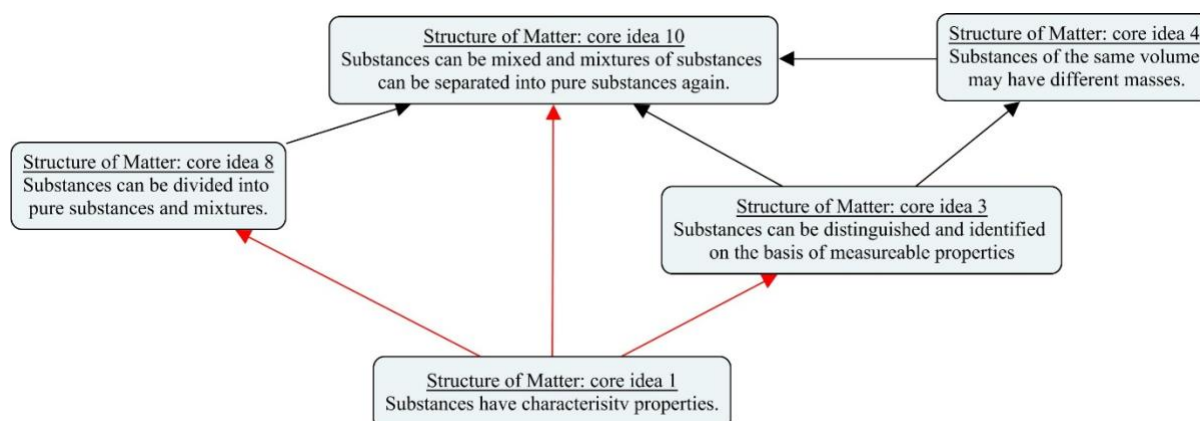 Structure of Matter: core idea 10
Substances can be mixed and mixtures of substances
can be separated into pure substances again.
Structure of Matter: core idea 4
Substances of the same volume
may have different masses.
Structure of Matter: core idea 8
Substances can be divided into
pure substances and mixtures.
Structure of Matter: core idea 3
Substances can be distinguished and identified
on the basis of measureable properties
Structure of Matter: core idea 1
Substances have characterisitv properties.